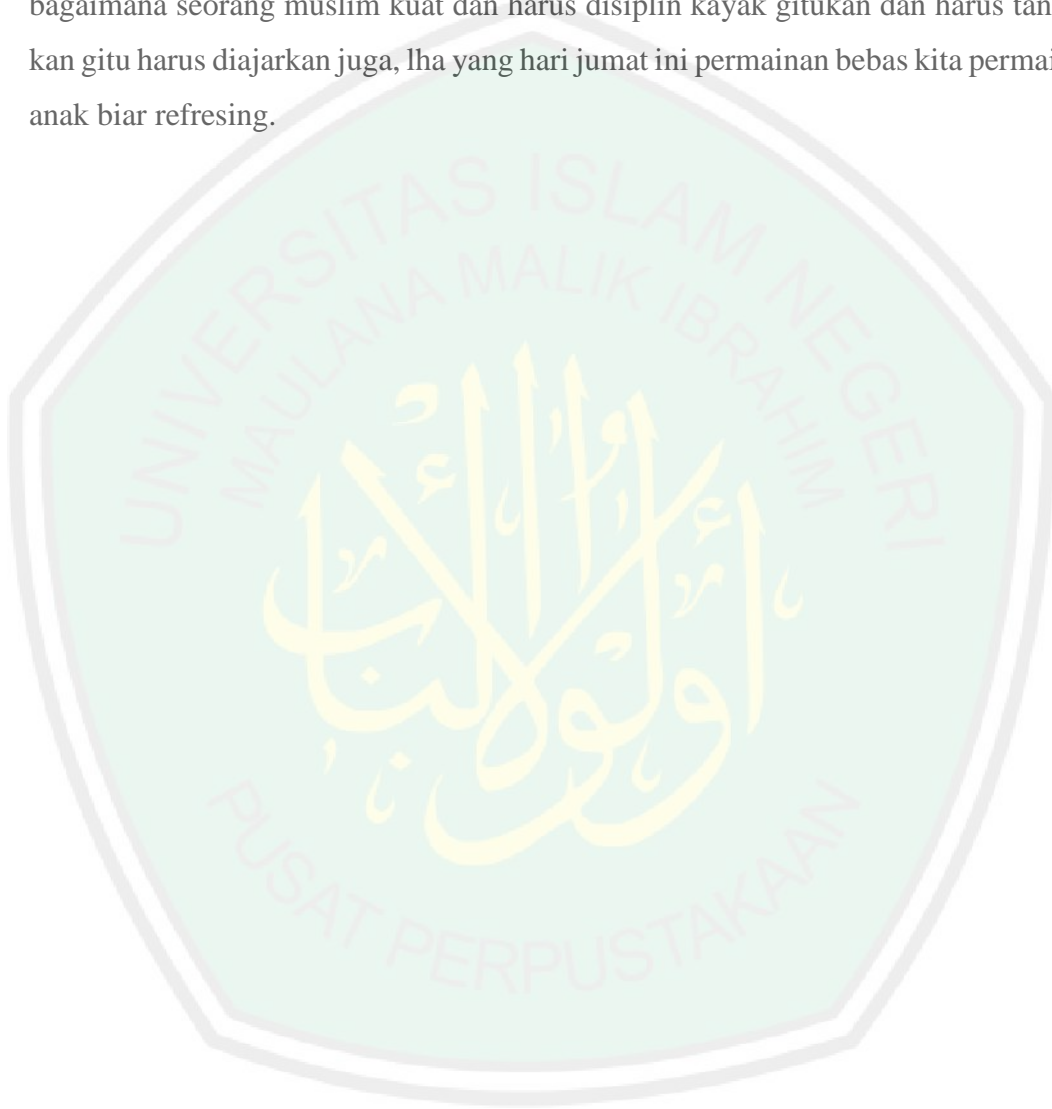 bagaimana seorang muslim kuat dan harus disiplin kayak gitukan dan harus tan
kan gitu harus diajarkan juga, lha yang hari jumat ini permainan bebas kita permai
anak biar refresing.
UNIVERSITAS ISLAM NEGERI
MAULANA MALIK IBRAHIM
أولوا الألباب
PUSAT PERPUSTAKAAN